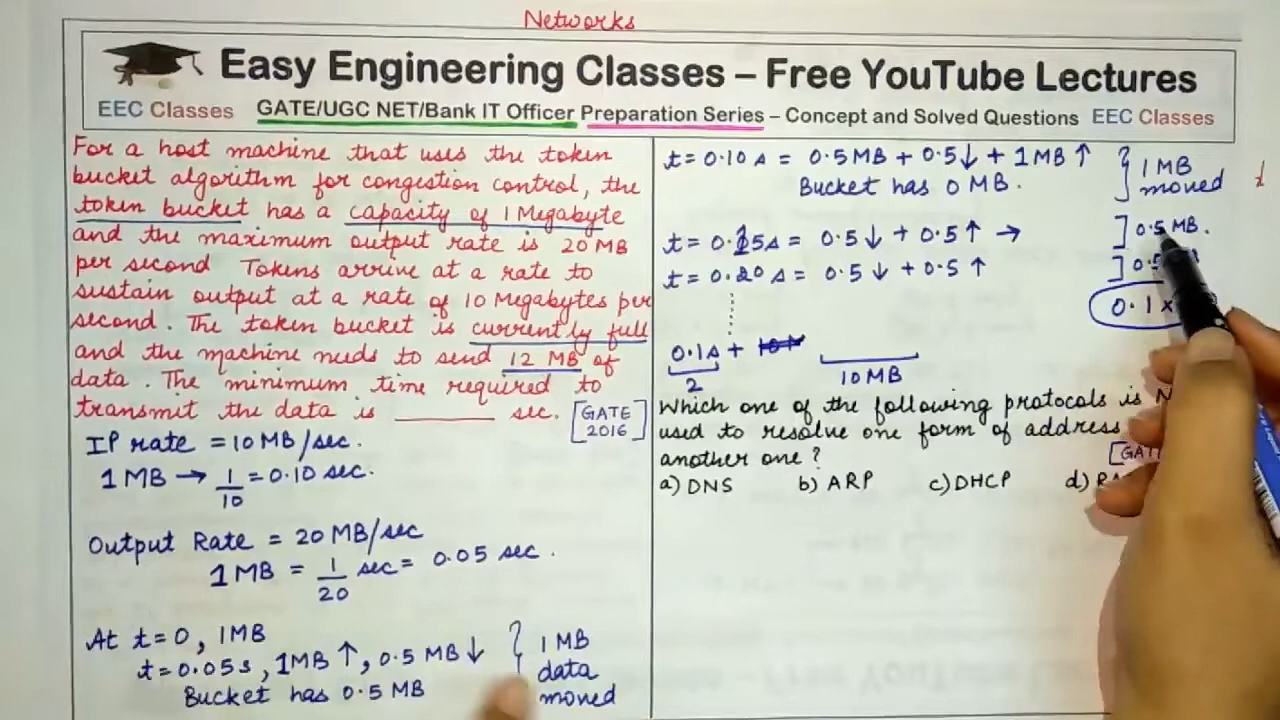 Networks
Easy Engineering Classes – Free YouTube Lectures
EEC Classes GATE/UGC NET/Bank IT Officer Preparation Series – Concept and Solved Questions EEC Classes
For a host machine that uses the token
bucket algorithm for congestion control, the
token bucket has a capacity of 1 Megabyte
and the maximum output rate is 20 MB
per second Tokens arrive at a rate to
sustain output at a rate of 10 Megabytes per
second. The token bucket is currently full
and the machine needs to send 12 MB of
data. The minimum time required to
transmit the data is ______ sec. [GATE
2016]
IP rate = 10 MB/sec.
1 MB → 1/10 = 0.10 sec.
Output Rate = 20 MB/sec
1 MB = 1/20 sec = 0.05 sec.
At t=0, 1MB
t=0.05s, 1MB ↑, 0.5 MB ↓
Bucket has 0.5 MB
} 1 MB
data
moved
t=0.10 s = 0.5MB + 0.5↓ + 1MB ↑
Bucket has 0 MB.
} 1 MB
moved
t=0.15s = 0.5↓ + 0.5↑ → ] 0.5 MB.
t=0.20 s = 0.5↓ + 0.5 ↑ ]
0.1s +
2
10 MB
0.1 ×
Which one of the following protocols is
used to resolve one form of address
another one?
a) DNS b) ARP c) DHCP d)